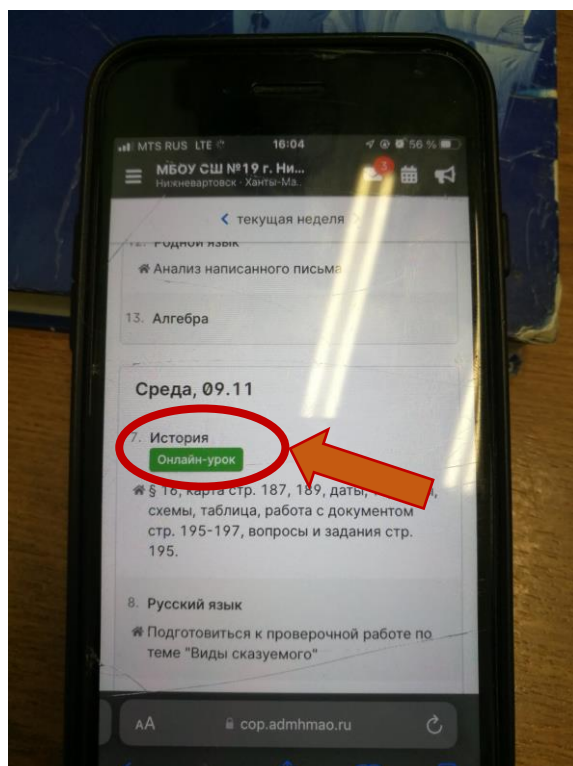 MTS RUS LTE 16:04 56 %
МБОУ СШ №19 г. Ни...
Нижневартовск - Ханты-Ма..
3
текущая неделя
12. Родной язык
Анализ написанного письма
13. Алгебра
Среда, 09.11
7. История
Онлайн-урок
§ 16, карта стр. 187, 189, даты,
схемы, таблица, работа с документом
стр. 195-197, вопросы и задания стр.
195.
8. Русский язык
Подготовиться к проверочной работе по
теме "Виды сказуемого"
AA cop.admhmao.ru